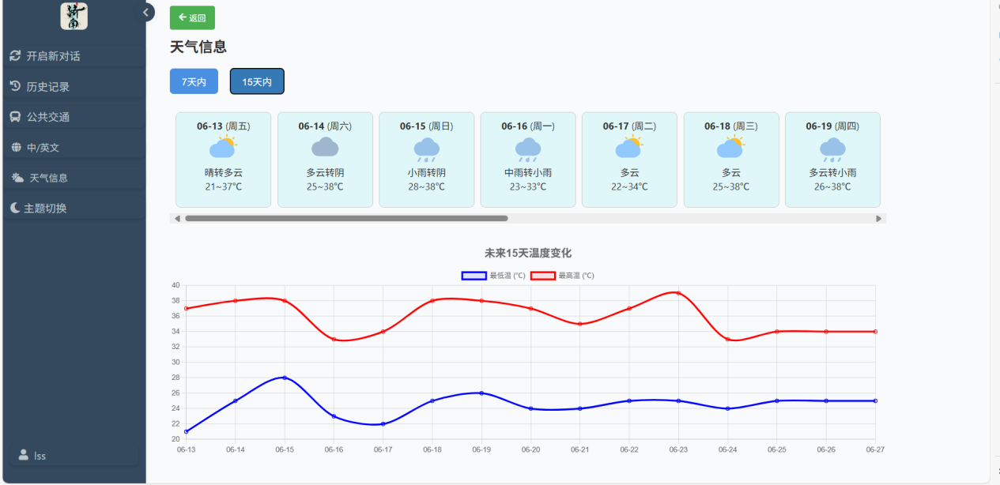 济南
开启新对话
历史记录
公共交通
中/英文
天气信息
主题切换
lss
返回
天气信息
7天内
15天内
06-13 (周五)
晴转多云
21~37℃
06-14 (周六)
多云转阴
25~38℃
06-15 (周日)
小雨转阴
28~38℃
06-16 (周一)
中雨转小雨
23~33℃
06-17 (周二)
多云
22~34℃
06-18 (周三)
多云
25~38℃
06-19 (周四)
多云转小雨
26~38℃
未来15天温度变化
最低温 (℃) 最高温 (℃)
40
38
36
34
32
30
28
26
24
22
20
06-13 06-14 06-15 06-16 06-17 06-18 06-19 06-20 06-21 06-22 06-23 06-24 06-25 06-26 06-27